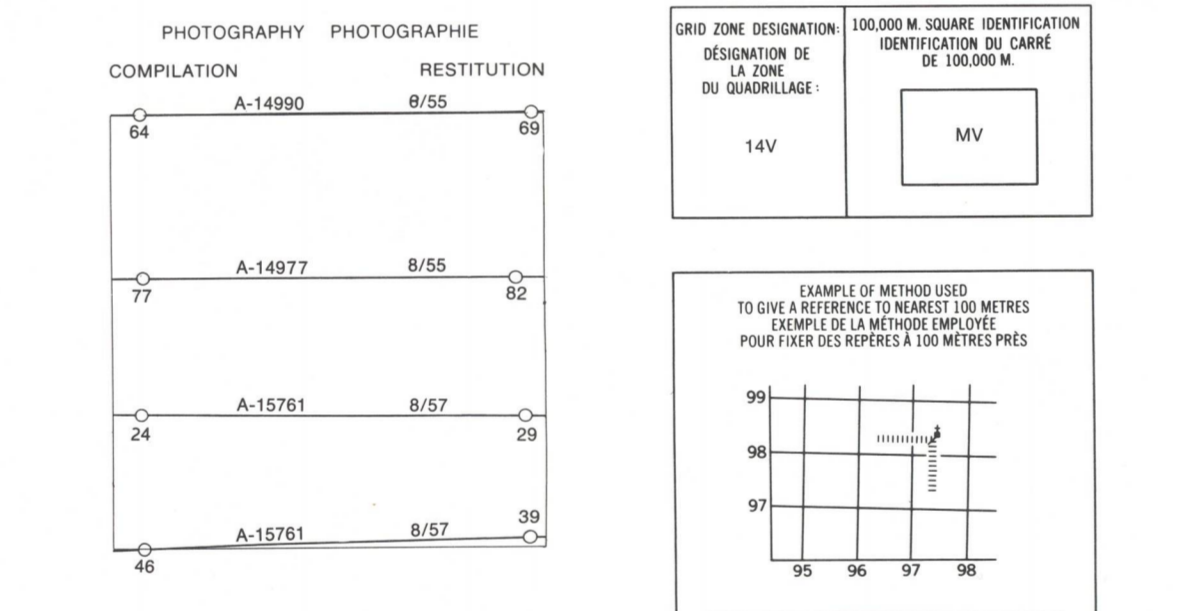 PHOTOGRAPHY PHOTOGRAPHIE
COMPILATION RESTITUTION
A-14990 8/55
64 69
A-14977 8/55
77 82
A-15761 8/57
24 29
39
A-15761 8/57
46
GRID ZONE DESIGNATION:
DÉSIGNATION DE
LA ZONE
DU QUADRILLAGE :
14V
100,000 M. SQUARE IDENTIFICATION
IDENTIFICATION DU CARRÉ
DE 100,000 M.
MV
EXAMPLE OF METHOD USED
TO GIVE A REFERENCE TO NEAREST 100 METRES
EXEMPLE DE LA MÉTHODE EMPLOYÉE
POUR FIXER DES REPÈRES À 100 MÈTRES PRÈS
99
98
97
95 96 97 98